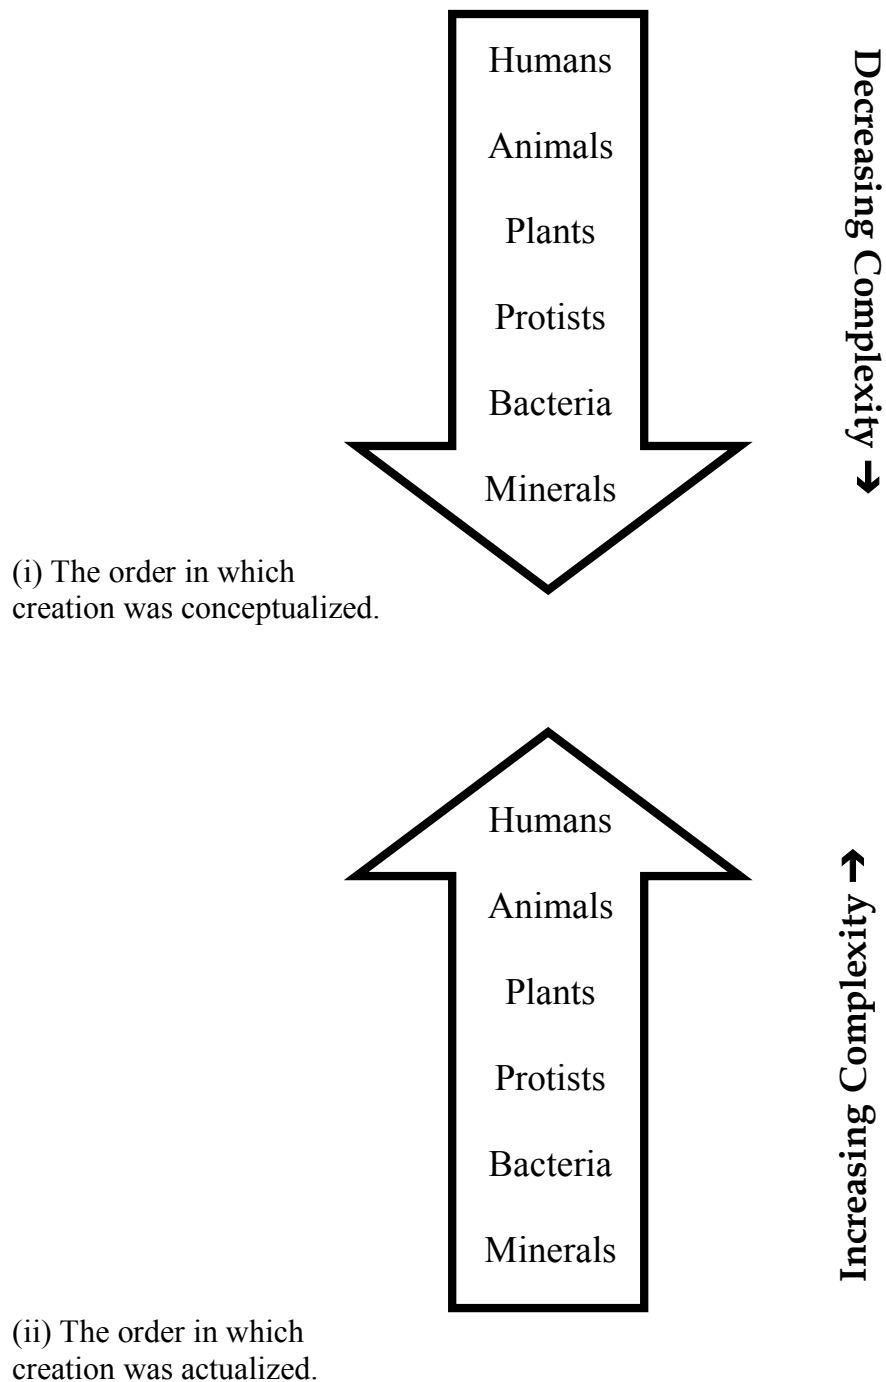 Humans
Animals
Plants
Protists
Bacteria
Minerals
Decreasing Complexity →
(i) The order in which
creation was conceptualized.
Humans
Animals
Plants
Protists
Bacteria
Minerals
Increasing Complexity →
(ii) The order in which
creation was actualized.